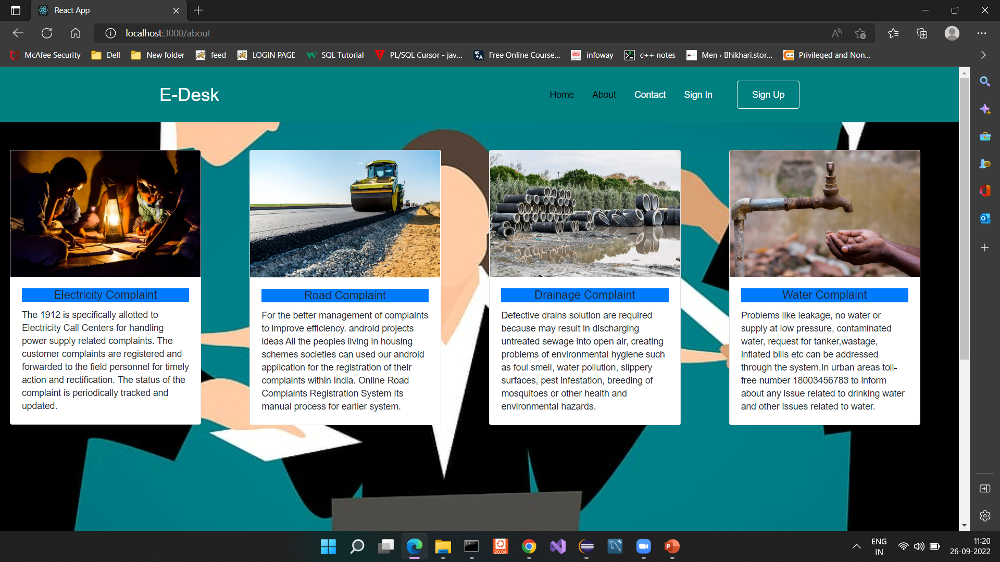 React App
localhost:3000/about
McAfee Security Dell New folder feed LOGIN PAGE SQL Tutorial PL/SQL Cursor - jav... Free Online Course... infoway c++ notes Men › Bhikhari.stor... Privileged and Non...
E-Desk Home About Contact Sign In Sign Up
Electricity Complaint
The 1912 is specifically allotted to
Electricity Call Centers for handling
power supply related complaints. The
customer complaints are registered and
forwarded to the field personnel for timely
action and rectification. The status of the
complaint is periodically tracked and
updated.
Road Complaint
For the better management of complaints
to improve efficiency. android projects
ideas All the peoples living in housing
schemes societies can used our android
application for the registration of their
complaints within India. Online Road
Complaints Registration System Its
manual process for earlier system.
Drainage Complaint
Defective drains solution are required
because may result in discharging
untreated sewage into open air, creating
problems of environmental hygiene such
as foul smell, water pollution, slippery
surfaces, pest infestation, breeding of
mosquitoes or other health and
environmental hazards.
Water Complaint
Problems like leakage, no water or
supply at low pressure, contaminated
water, request for tanker,wastage,
inflated bills etc can be addressed
through the system.In urban areas toll-
free number 18003456783 to inform
about any issue related to drinking water
and other issues related to water.
20.04
ENG
IN
11:20
26-09-2022